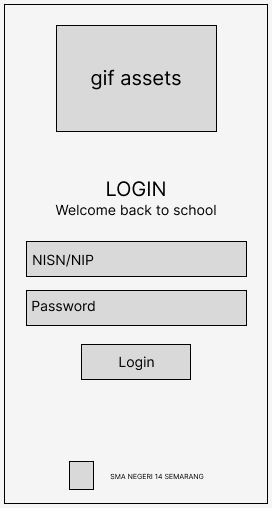 gif assets
LOGIN
Welcome back to school
NISN/NIP
Password
Login
SMA NEGERI 14 SEMARANG